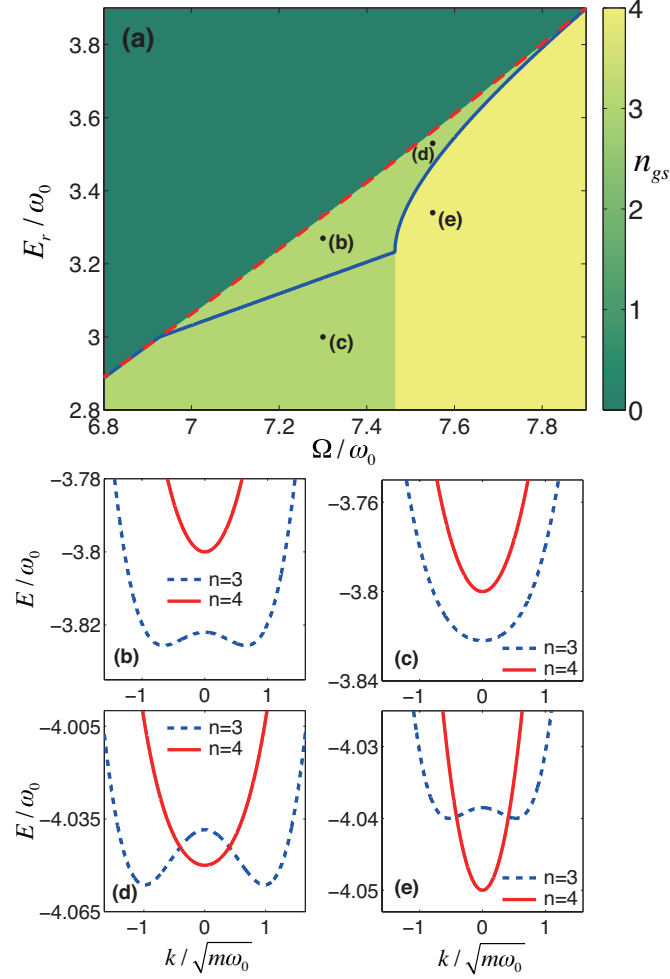 (a)
3.9
3.8
3.6
3.4
3.2
3
2.8
E_r/ω_0
6.8 7 7.2 7.4 7.6 7.8
Ω/ω_0
(b)
(c)
(d)
(e)
4
3
2
1
0
n_gs
−3.78
−3.8
−3.82
E/ω_0
n=3
n=4
(b)
−1 0 1
−3.76
−3.8
−3.84
n=3
n=4
(c)
−1 0 1
−4.005
−4.035
−4.065
E/ω_0
n=3
n=4
(d)
−1 0 1
k/√mω_0
−4.03
−4.04
−4.05
n=3
n=4
(e)
−1 0 1
k/√mω_0